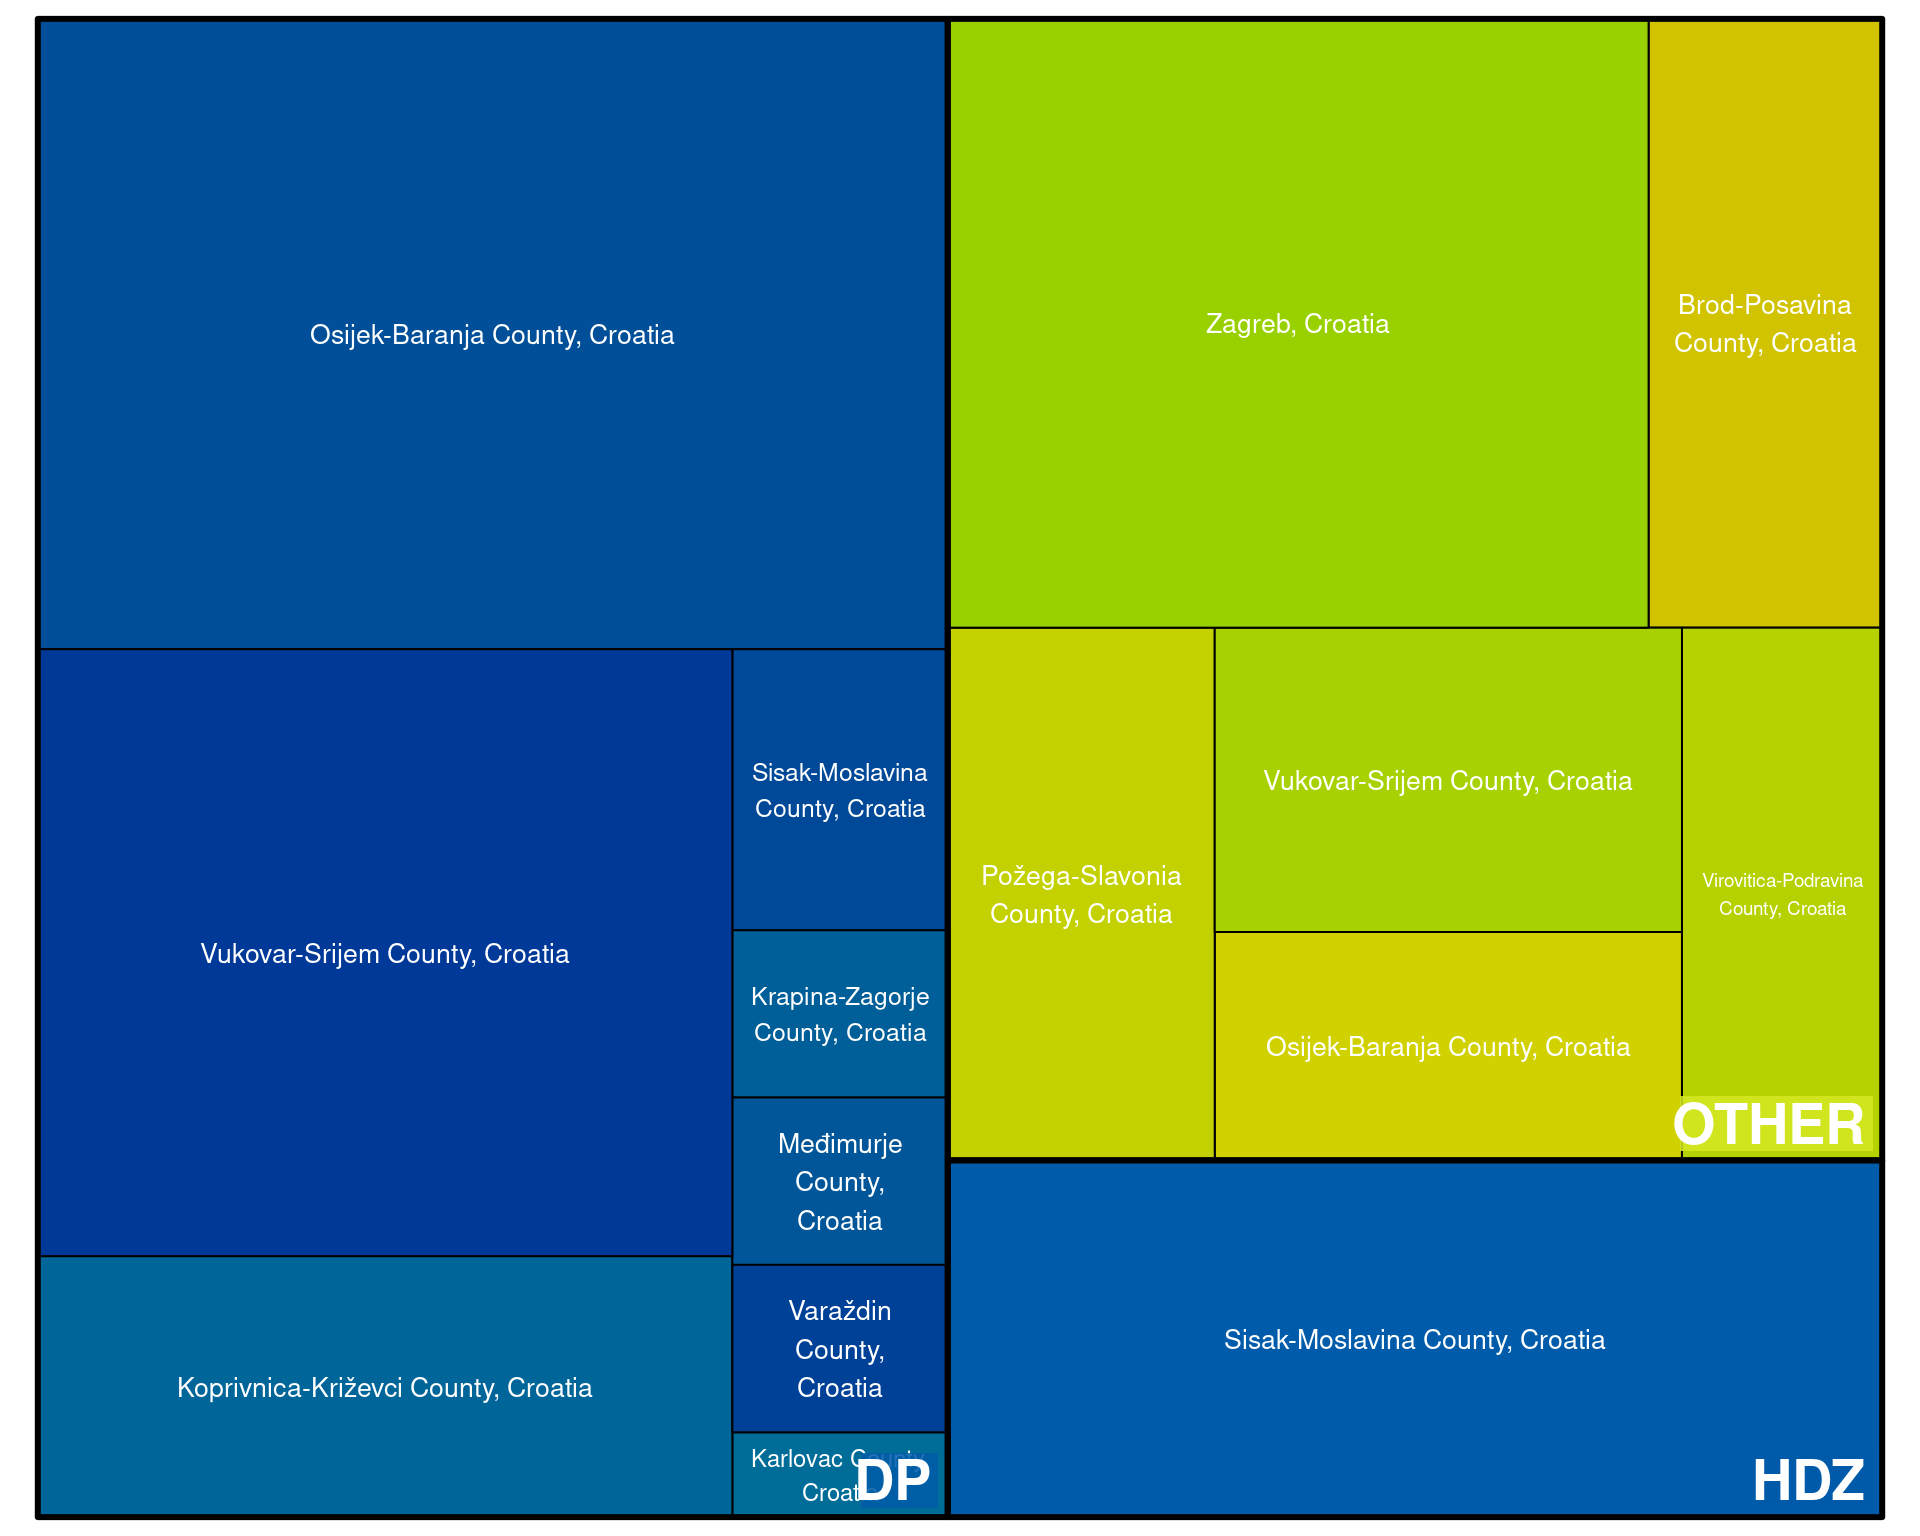 Osijek-Baranja County, Croatia
Vukovar-Srijem County, Croatia
Sisak-Moslavina
County, Croatia
Krapina-Zagorje
County, Croatia
Međimurje
County,
Croatia
Varaždin
County,
Croatia
Koprivnica-Križevci County, Croatia
Karlovac County,
Croatia
DP
Zagreb, Croatia
Brod-Posavina
County, Croatia
Požega-Slavonia
County, Croatia
Vukovar-Srijem County, Croatia
Osijek-Baranja County, Croatia
Virovitica-Podravina
County, Croatia
OTHER
Sisak-Moslavina County, Croatia
HDZ